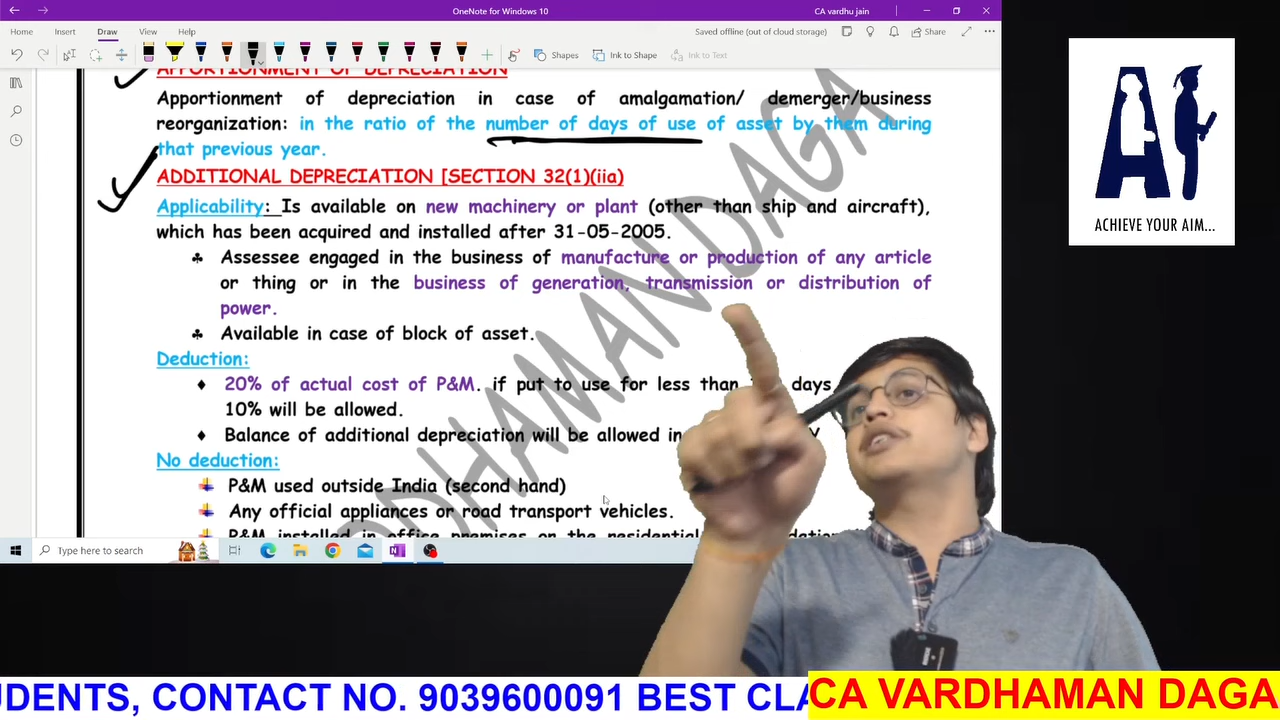 OneNote for Windows 10
CA vardhu jain
Home Insert Draw View Help
Saved offline (out of cloud storage)
Share
Shapes
Ink to Shape
Ink to Text
APPORTIONMENT OF DEPRECIATION
Apportionment of depreciation in case of amalgamation/ demerger/business
reorganization: in the ratio of the number of days of use of asset by them during
that previous year.
ADDITIONAL DEPRECIATION [SECTION 32(1)(iia)
Applicability: Is available on new machinery or plant (other than ship and aircraft),
which has been acquired and installed after 31-05-2005.
♣ Assessee engaged in the business of manufacture or production of any article
or thing or in the business of generation, transmission or distribution of
power.
♣ Available in case of block of asset.
Deduction:
♦ 20% of actual cost of P&M. if put to use for less than days
10% will be allowed.
♦ Balance of additional depreciation will be allowed in Y
No deduction:
P&M used outside India (second hand)
Any official appliances or road transport vehicles.
P&M installed in office premises or the residential
DDHAMAN DAGA
Type here to search
AI
ACHIEVE YOUR AIM...
UDENTS, CONTACT NO. 9039600091 BEST CLA
CA VARDHAMAN DAGA